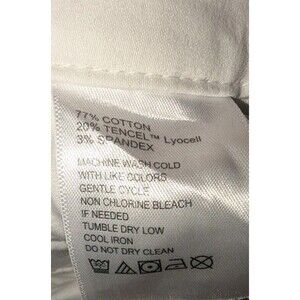 77% COTTON
20% TENCEL™ Lyocell
3% SPANDEX
MACHINE WASH COLD
WITH LIKE COLORS
GENTLE CYCLE
NON CHLORINE BLEACH
IF NEEDED
TUMBLE DRY LOW
COOL IRON
DO NOT DRY CLEAN